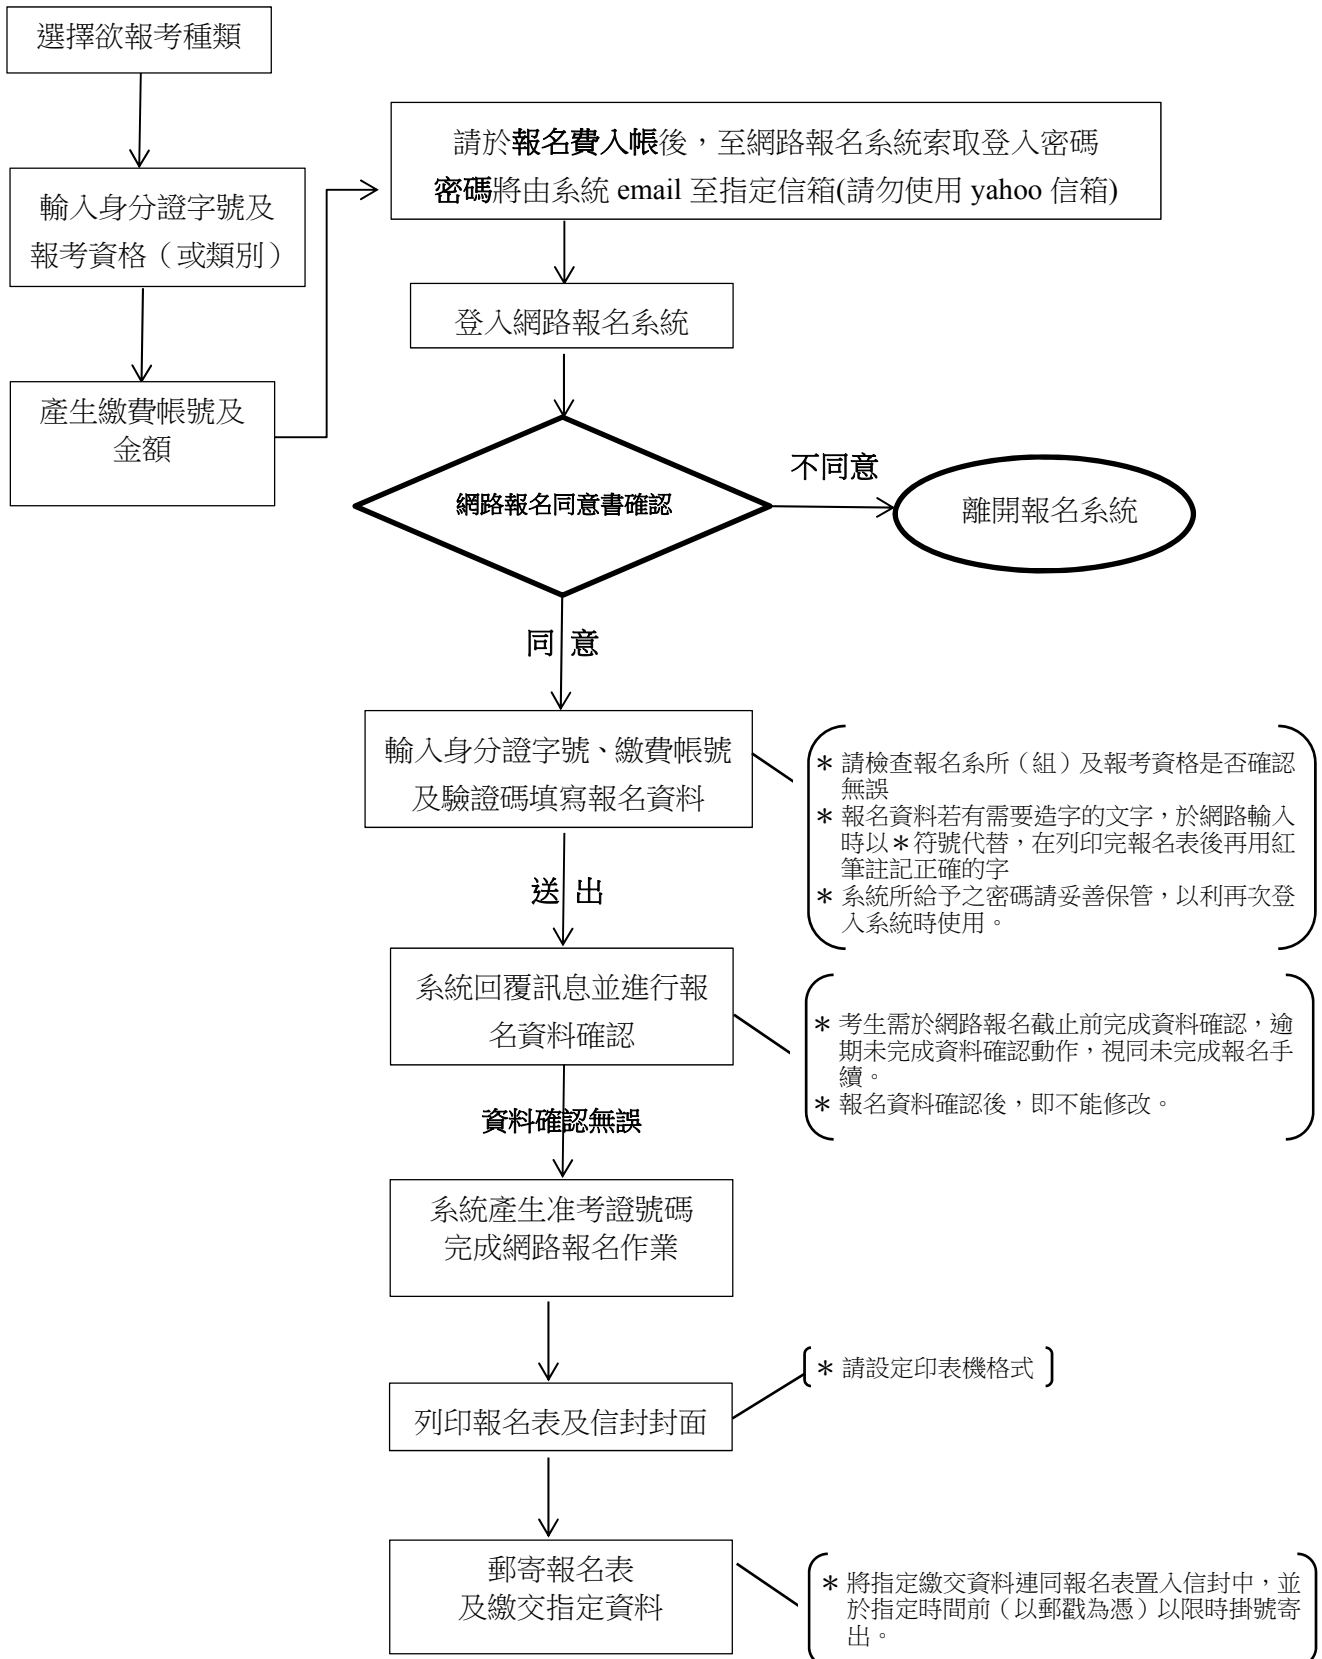 選擇欲報考種類
輸入身分證字號及
報考資格（或類別）
產生繳費帳號及
金額
請於報名費入帳後，至網路報名系統索取登入密碼
密碼將由系統 email 至指定信箱(請勿使用 yahoo 信箱)
登入網路報名系統
網路報名同意書確認
不同意
離開報名系統
同 意
輸入身分證字號、繳費帳號
及驗證碼填寫報名資料
＊ 請檢查報名系所（組）及報考資格是否確認
無誤
＊ 報名資料若有需要造字的文字，於網路輸入
時以＊符號代替，在列印完報名表後再用紅
筆註記正確的字
＊ 系統所給予之密碼請妥善保管，以利再次登
入系統時使用。
送 出
系統回覆訊息並進行報
名資料確認
＊ 考生需於網路報名截止前完成資料確認，逾
期未完成資料確認動作，視同未完成報名手
續。
＊ 報名資料確認後，即不能修改。
資料確認無誤
系統產生准考證號碼
完成網路報名作業
＊ 請設定印表機格式
列印報名表及信封封面
郵寄報名表
及繳交指定資料
＊ 將指定繳交資料連同報名表置入信封中，並
於指定時間前（以郵戳為憑）以限時掛號寄
出。